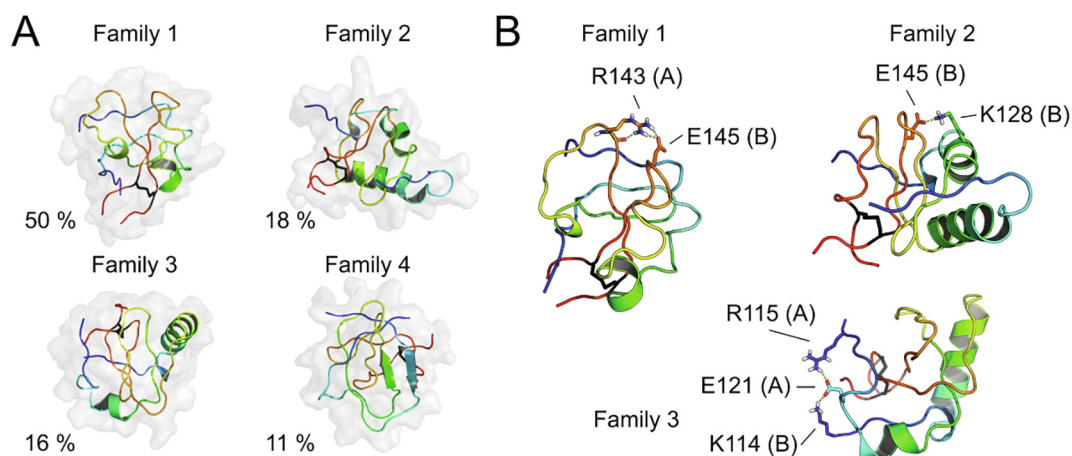 A
Family 1
Family 2
50 %
18 %
Family 3
Family 4
16 %
11 %
B
Family 1
Family 2
R143 (A)
E145 (B)
E145 (B)
K128 (B)
R115 (A)
E121 (A)
Family 3
K114 (B)